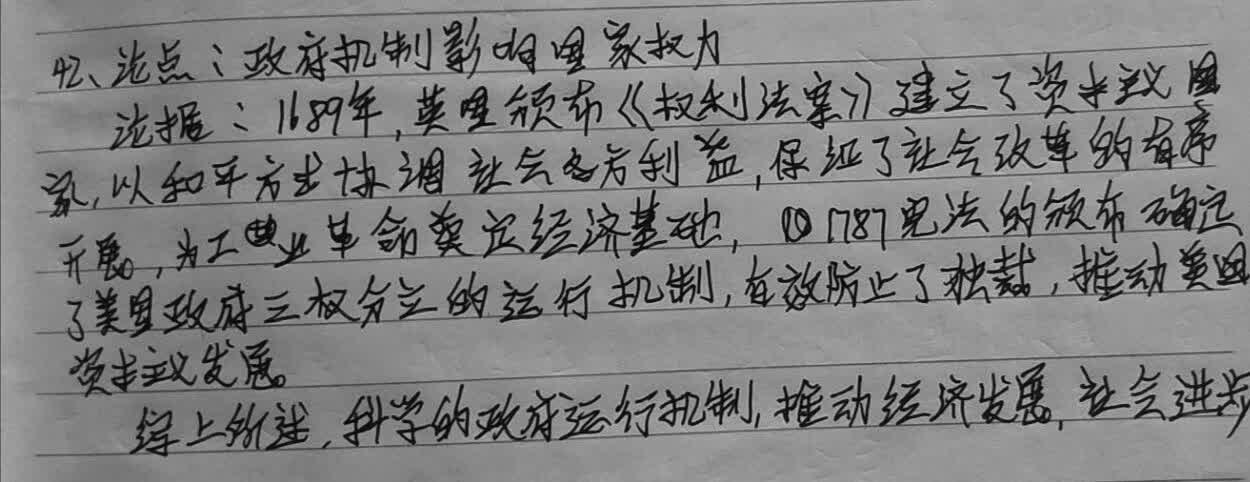 42、论点：政府机制影响国家权力
论据：1689年,英国颁布《权利法案》建立了资本主义国
家,以和平方式协调社会各方利益,保证了社会改革的有序
开展,为工业革命奠定经济基础,1787宪法的颁布确定
了美国政府三权分立的运行机制,有效防止了独裁,推动美国
资本主义发展。
综上所述,科学的政府运行机制,推动经济发展,社会进步